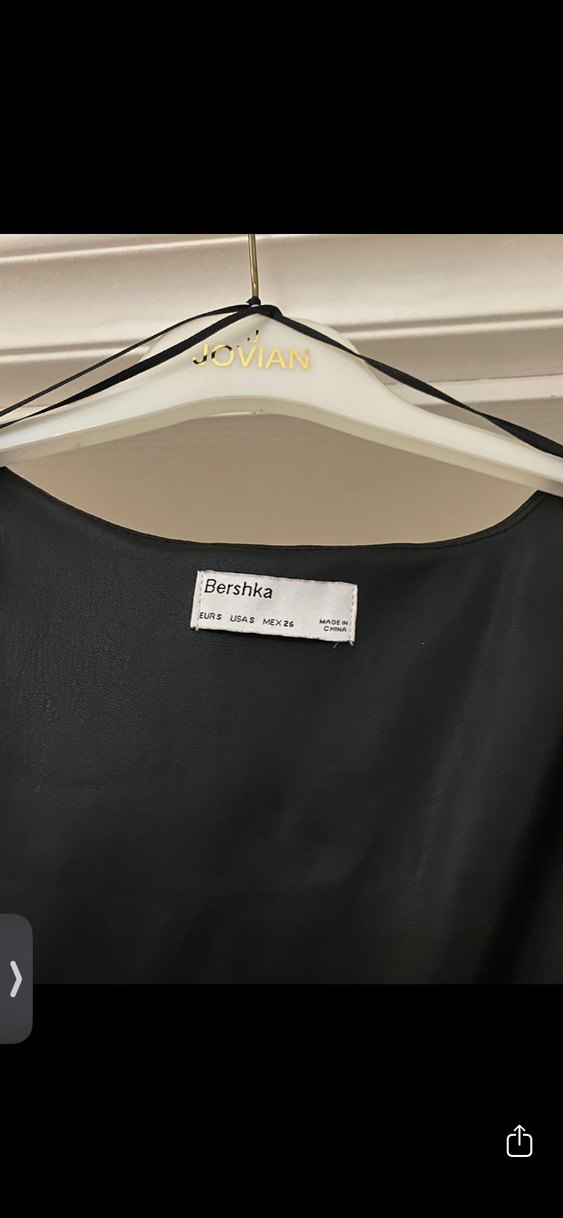 J
JOVIAN
Bershka
EUR S USA S MEX 26 MADE IN
CHINA